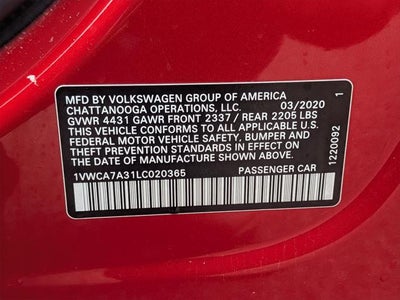 MFD BY VOLKSWAGEN GROUP OF AMERICA
CHATTANOOGA OPERATIONS, LLC. 03/2020 1
GVWR 4431 GAWR FRONT 2337 / REAR 2205 LBS
THIS VEHICLE CONFORMS TO ALL APPLICABLE U.S.
FEDERAL MOTOR VEHICLE SAFETY, BUMPER AND
THEFT PREVENTION STANDARDS IN EFFECT ON THE
DATE OF MANUFACTURE SHOWN ABOVE.
1220092
1VWCA7A31LC020365 PASSENGER CAR